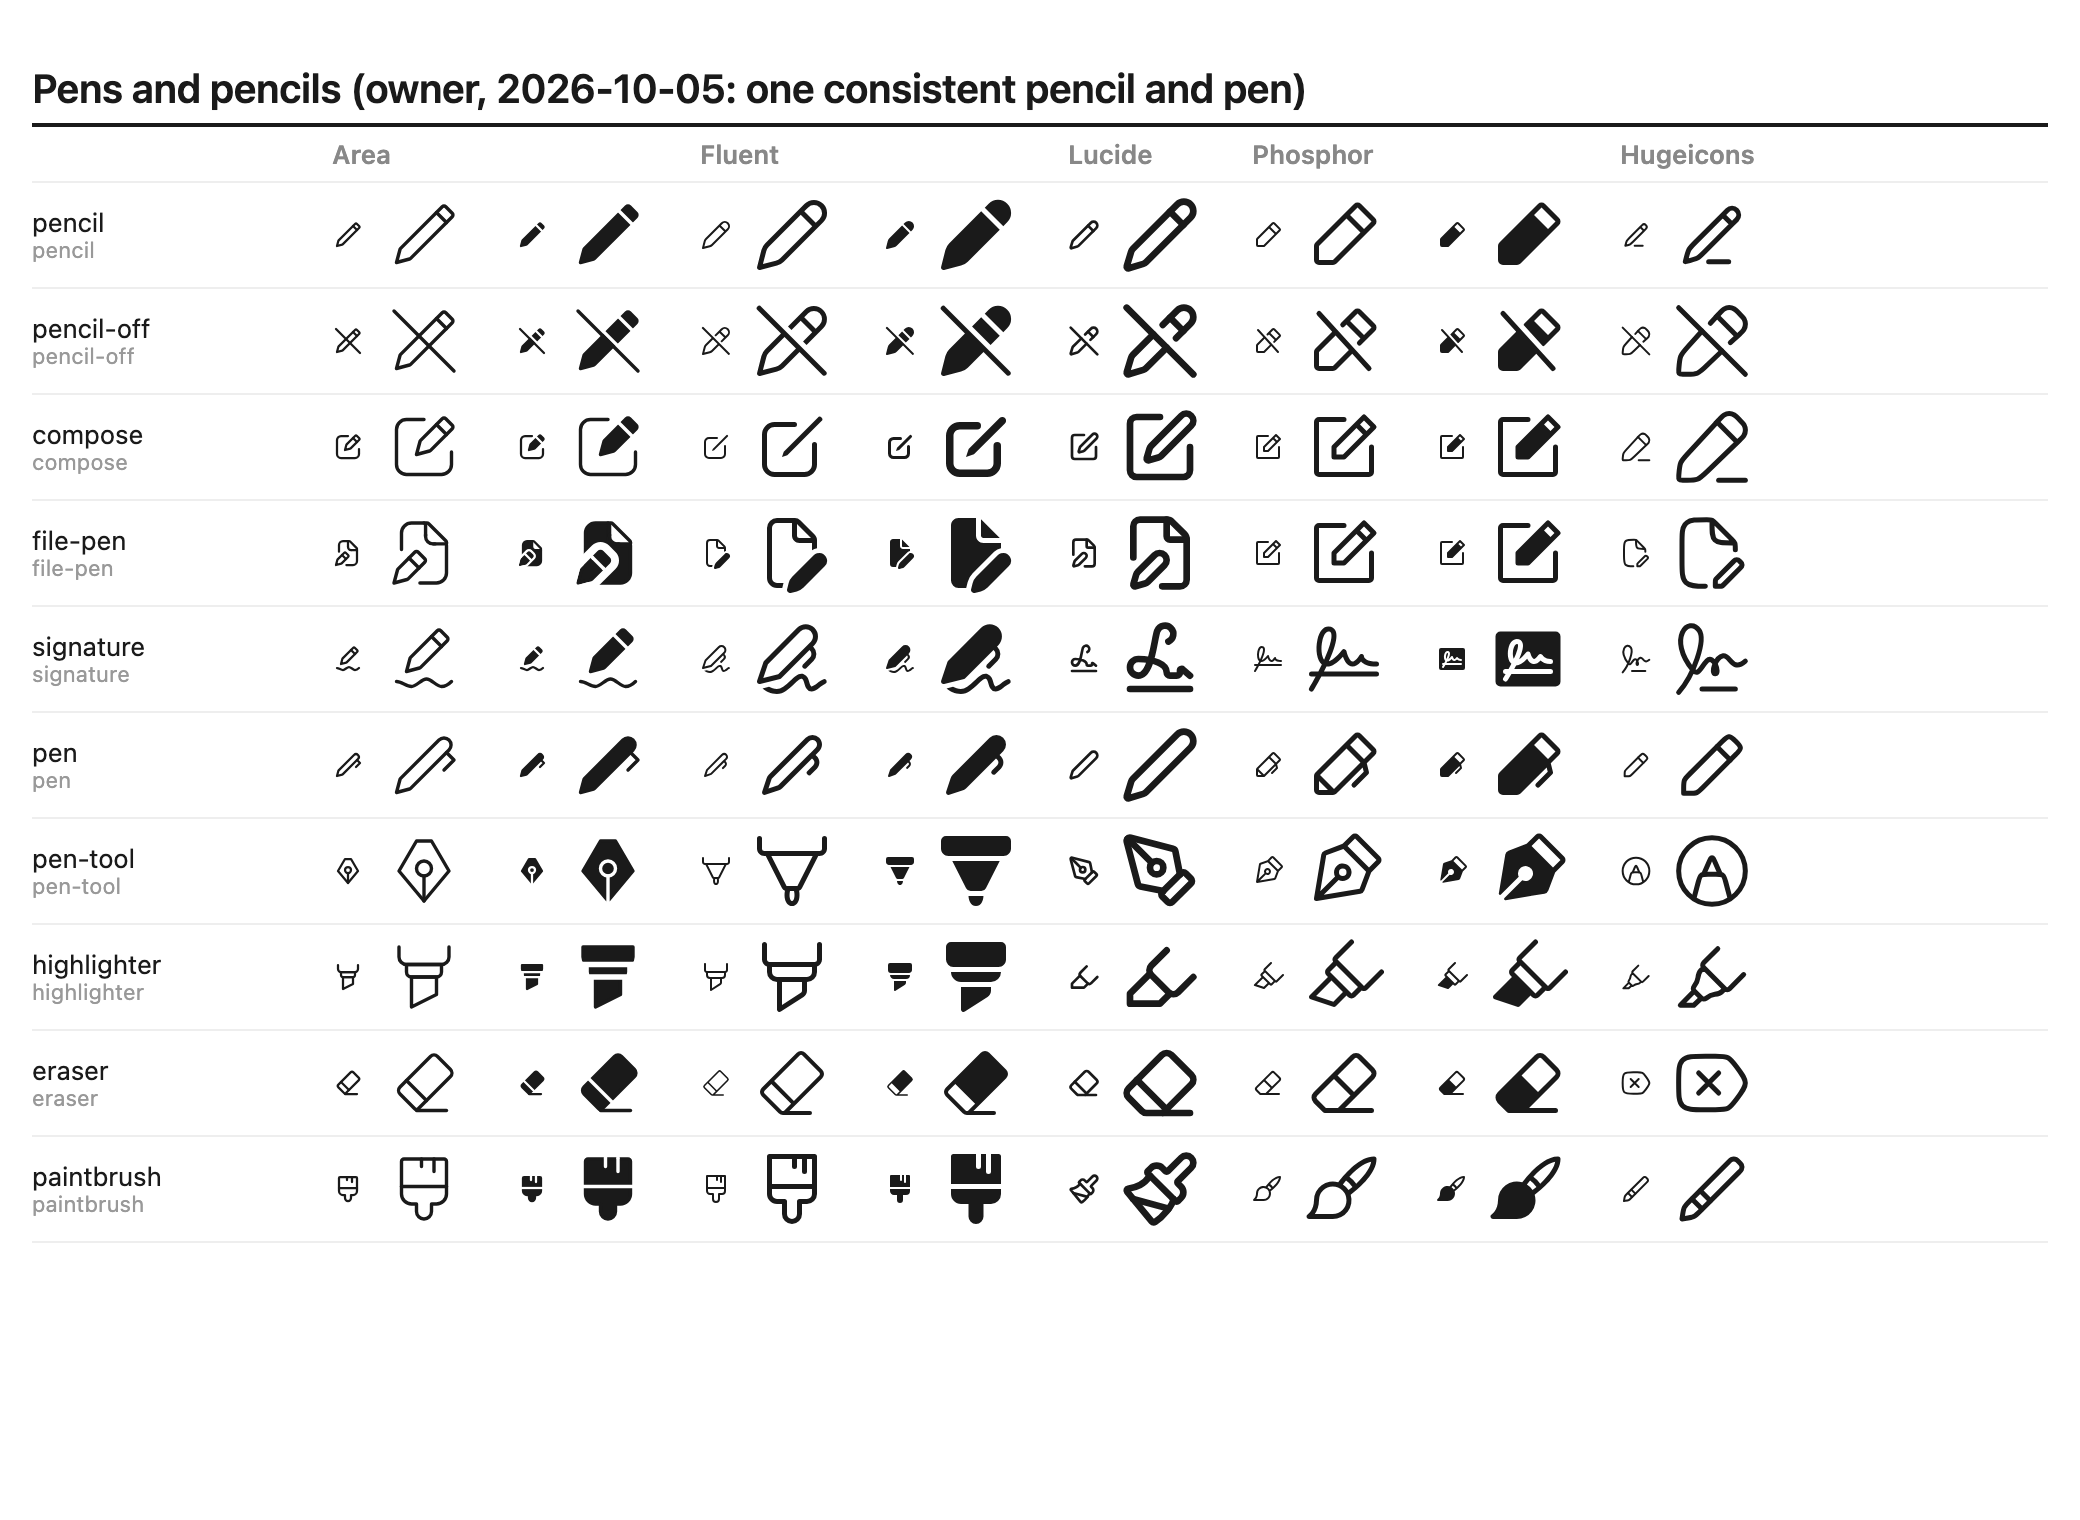 Pens and pencils (owner, 2026-10-05: one consistent pencil and pen)
Area Fluent Lucide Phosphor Hugeicons
pencil
pencil
pencil-off
pencil-off
compose
compose
file-pen
file-pen
signature
signature
pen
pen
pen-tool
pen-tool
highlighter
highlighter
eraser
eraser
paintbrush
paintbrush